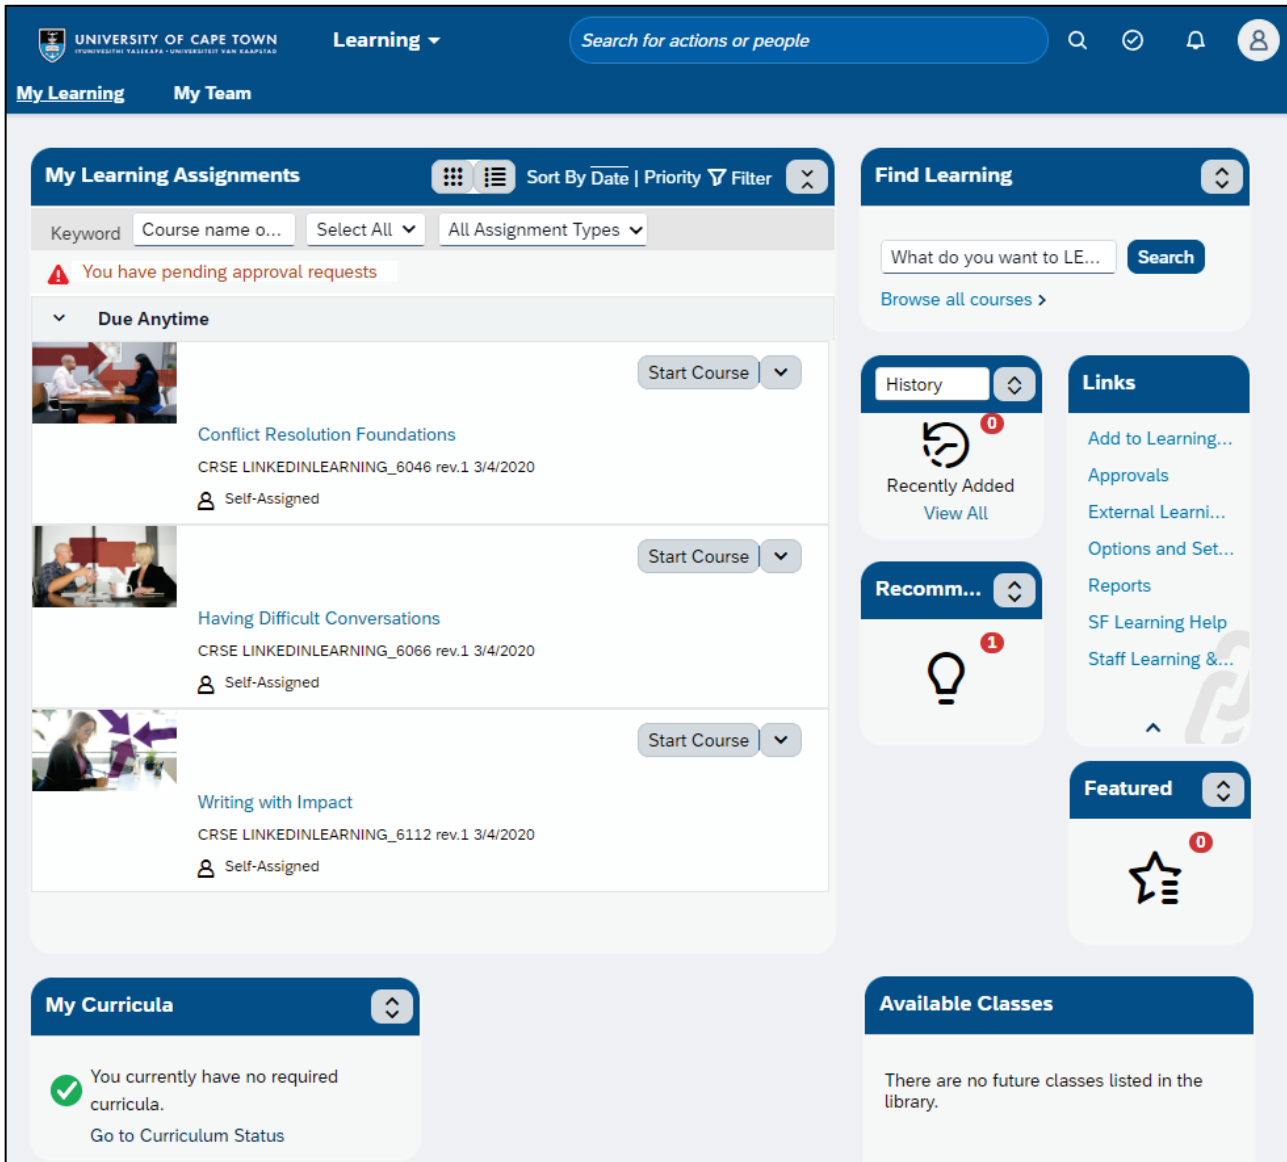 UNIVERSITY OF CAPE TOWN
IYUNIVESITHI YASEKAPA • UNIVERSITEIT VAN KAAPSTAD
Learning
Search for actions or people
My Learning
My Team
My Learning Assignments
Sort By Date | Priority Filter
Keyword
Course name o...
Select All
All Assignment Types
You have pending approval requests
Due Anytime
Start Course
Conflict Resolution Foundations
CRSE LINKEDINLEARNING_6046 rev.1 3/4/2020
Self-Assigned
Start Course
Having Difficult Conversations
CRSE LINKEDINLEARNING_6066 rev.1 3/4/2020
Self-Assigned
Start Course
Writing with Impact
CRSE LINKEDINLEARNING_6112 rev.1 3/4/2020
Self-Assigned
Find Learning
What do you want to LE...
Search
Browse all courses
History
0
Recently Added
View All
Links
Add to Learning...
Approvals
External Learni...
Options and Set...
Reports
SF Learning Help
Staff Learning &...
Recomm...
1
Featured
0
My Curricula
You currently have no required
curricula.
Go to Curriculum Status
Available Classes
There are no future classes listed in the
library.